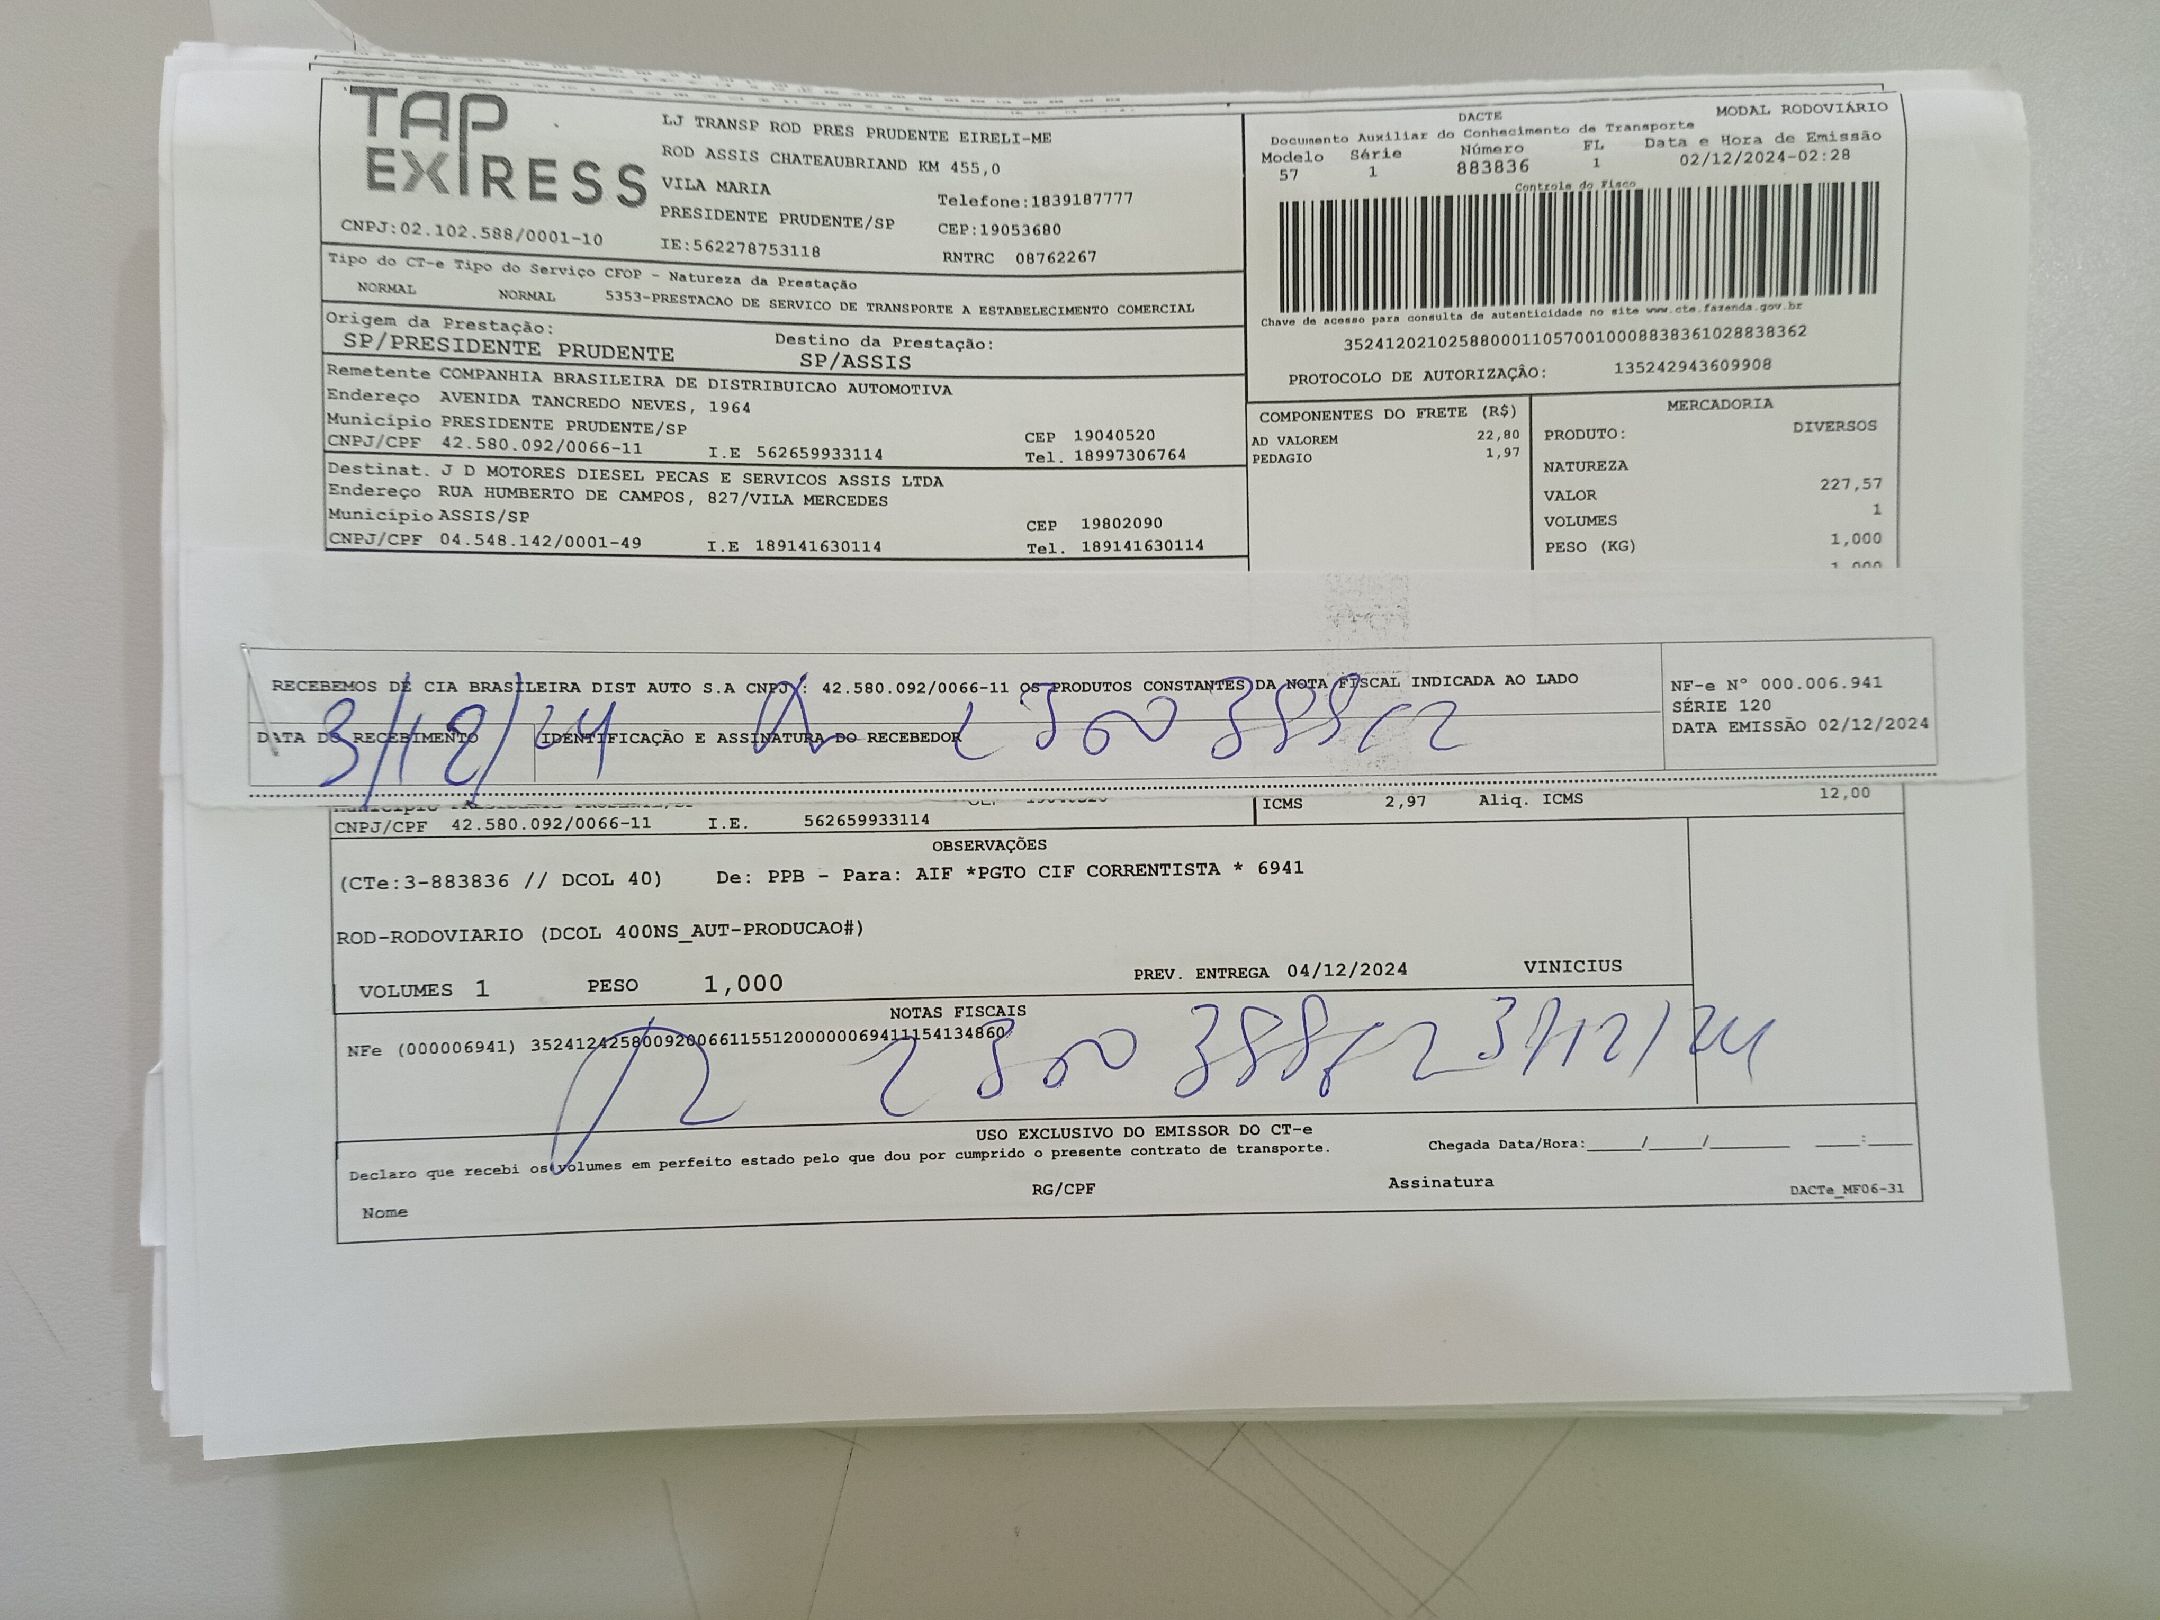 TAP EXPRESS
CNPJ:02.102.588/0001-10
LJ TRANSP ROD PRES PRUDENTE EIRELI-ME
ROD ASSIS CHATEAUBRIAND KM 455,0
VILA MARIA
Telefone:1839187777
PRESIDENTE PRUDENTE/SP CEP:19053680
IE:562278753118 RNTRC 08762267
DACTE MODAL RODOVIÁRIO
Documento Auxiliar do Conhecimento de Transporte
Modelo Série Número FL Data e Hora de Emissão
57 1 883836 1 02/12/2024-02:28
Controle do Fisco
Chave de acesso para consulta de autenticidade no site www.cte.fazenda.gov.br
35241202102588000110570010008838361028838362
PROTOCOLO DE AUTORIZAÇÃO: 135242943609908
Tipo do CT-e Tipo do Serviço CFOP - Natureza da Prestação
NORMAL NORMAL 5353-PRESTACAO DE SERVICO DE TRANSPORTE A ESTABELECIMENTO COMERCIAL
Origem da Prestação: Destino da Prestação:
SP/PRESIDENTE PRUDENTE SP/ASSIS
Remetente COMPANHIA BRASILEIRA DE DISTRIBUICAO AUTOMOTIVA
Endereço AVENIDA TANCREDO NEVES, 1964
Município PRESIDENTE PRUDENTE/SP CEP 19040520
CNPJ/CPF 42.580.092/0066-11 I.E 562659933114 Tel. 18997306764
Destinat. J D MOTORES DIESEL PECAS E SERVICOS ASSIS LTDA
Endereço RUA HUMBERTO DE CAMPOS, 827/VILA MERCEDES
Município ASSIS/SP CEP 19802090
CNPJ/CPF 04.548.142/0001-49 I.E 189141630114 Tel. 189141630114
COMPONENTES DO FRETE (R$)
AD VALOREM 22,80
PEDAGIO 1,97
MERCADORIA
PRODUTO: DIVERSOS
NATUREZA
VALOR 227,57
VOLUMES 1
PESO (KG) 1,000
1,000
RECEBEMOS DE CIA BRASILEIRA DIST AUTO S.A CNPJ : 42.580.092/0066-11 OS PRODUTOS CONSTANTES DA NOTA FISCAL INDICADA AO LADO
DATA DO RECEBIMENTO IDENTIFICAÇÃO E ASSINATURA DO RECEBEDOR
3/12/24
NF-e N° 000.006.941
SÉRIE 120
DATA EMISSÃO 02/12/2024
Município PRESIDENTE PRUDENTE/SP CEP 19040520
ICMS 2,97 Aliq. ICMS 12,00
CNPJ/CPF 42.580.092/0066-11 I.E. 562659933114
OBSERVAÇÕES
(CTe:3-883836 // DCOL 40) De: PPB - Para: AIF *PGTO CIF CORRENTISTA * 6941
ROD-RODOVIARIO (DCOL 400NS_AUT-PRODUCAO#)
VOLUMES 1 PESO 1,000 PREV. ENTREGA 04/12/2024 VINICIUS
NOTAS FISCAIS
NFe (000006941) 35241242580092006611551200000069411154134860
3/12/24
USO EXCLUSIVO DO EMISSOR DO CT-e
Declaro que recebi os volumes em perfeito estado pelo que dou por cumprido o presente contrato de transporte.
Chegada Data/Hora:_____/_____/________ ____:____
Nome RG/CPF Assinatura
DACTe_MF06-31